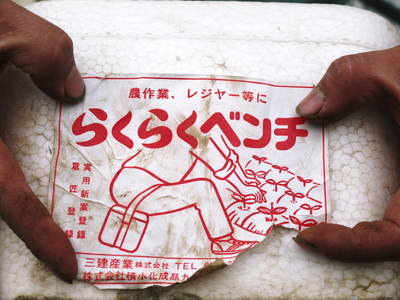 農作業、レジャー等に
らくらくベンチ
実用新案登録
意匠登録
三建産業株式会社 TEL
株式会社積水化成品九